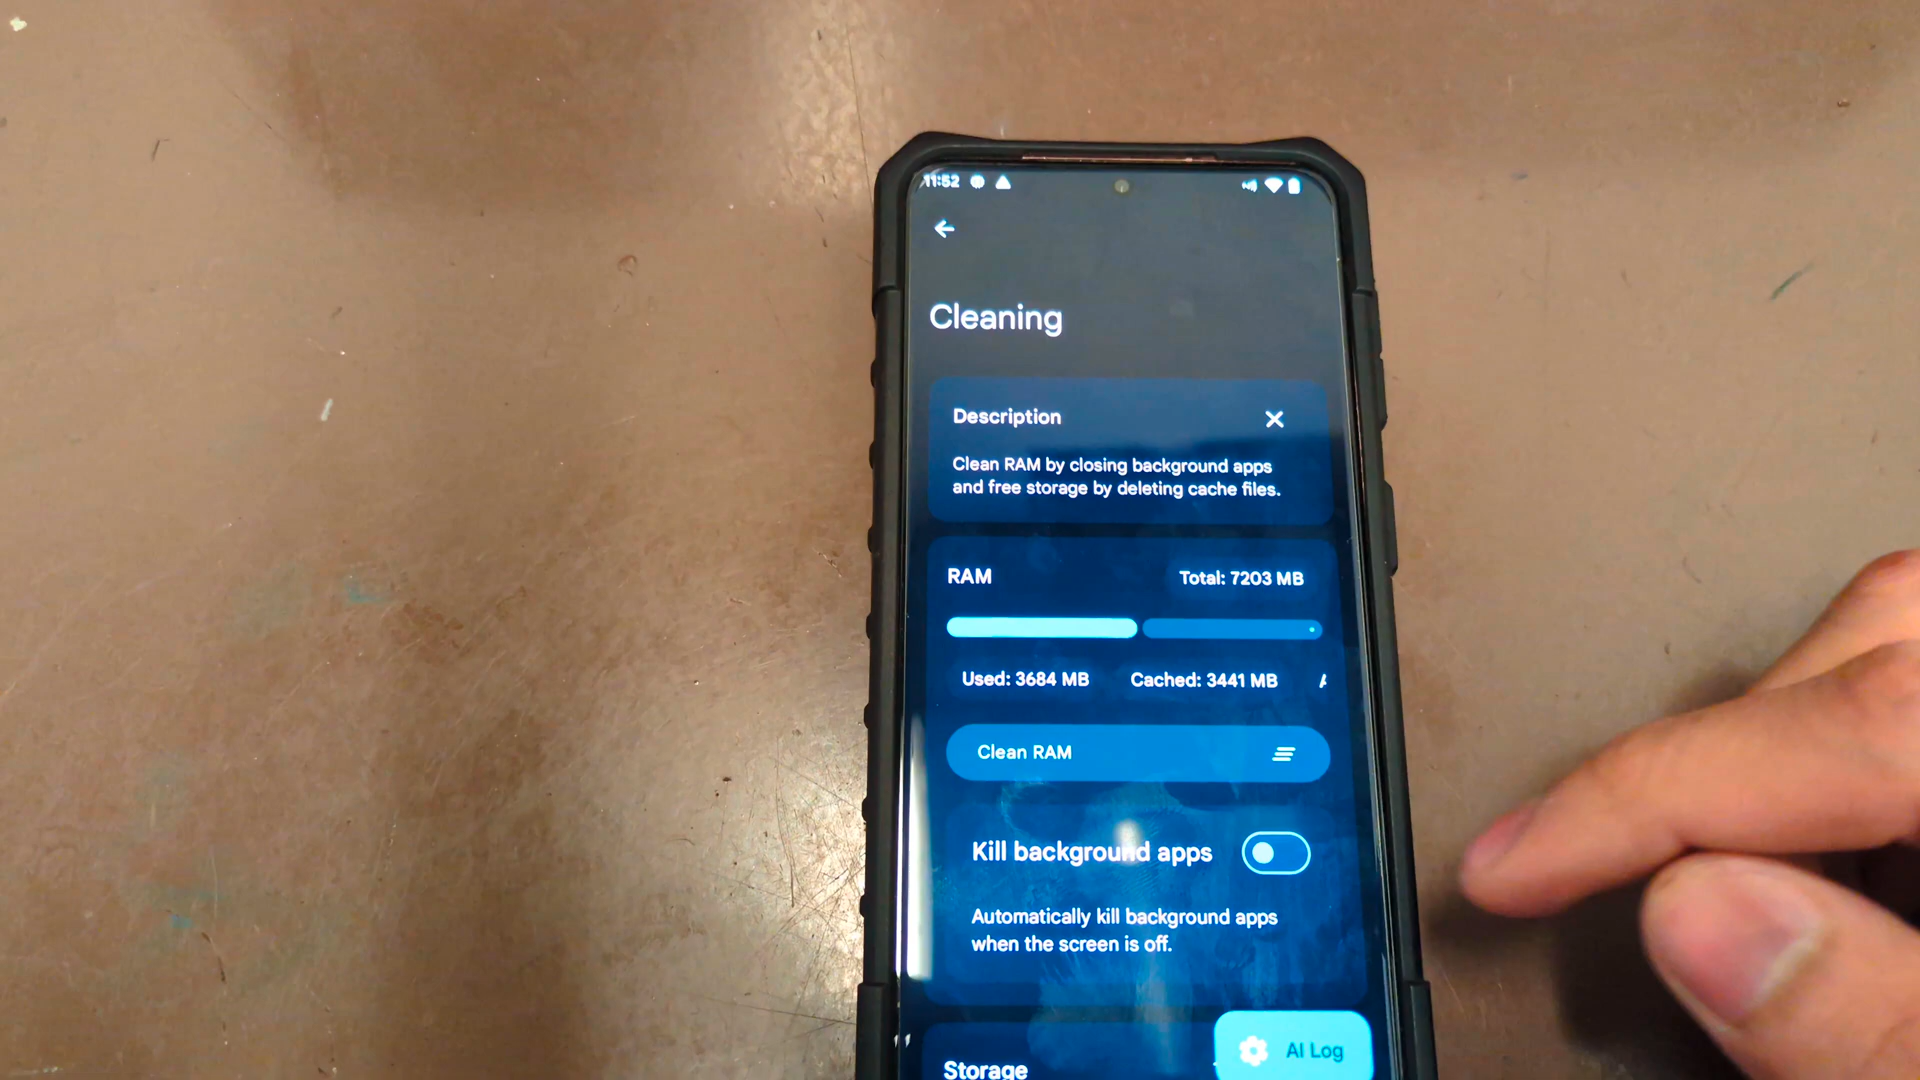 11:52
Cleaning
Description
Clean RAM by closing background apps
and free storage by deleting cache files.
RAM
Total: 7203 MB
Used: 3684 MB
Cached: 3441 MB
Clean RAM
Kill background apps
Automatically kill background apps
when the screen is off.
AI Log
Storage